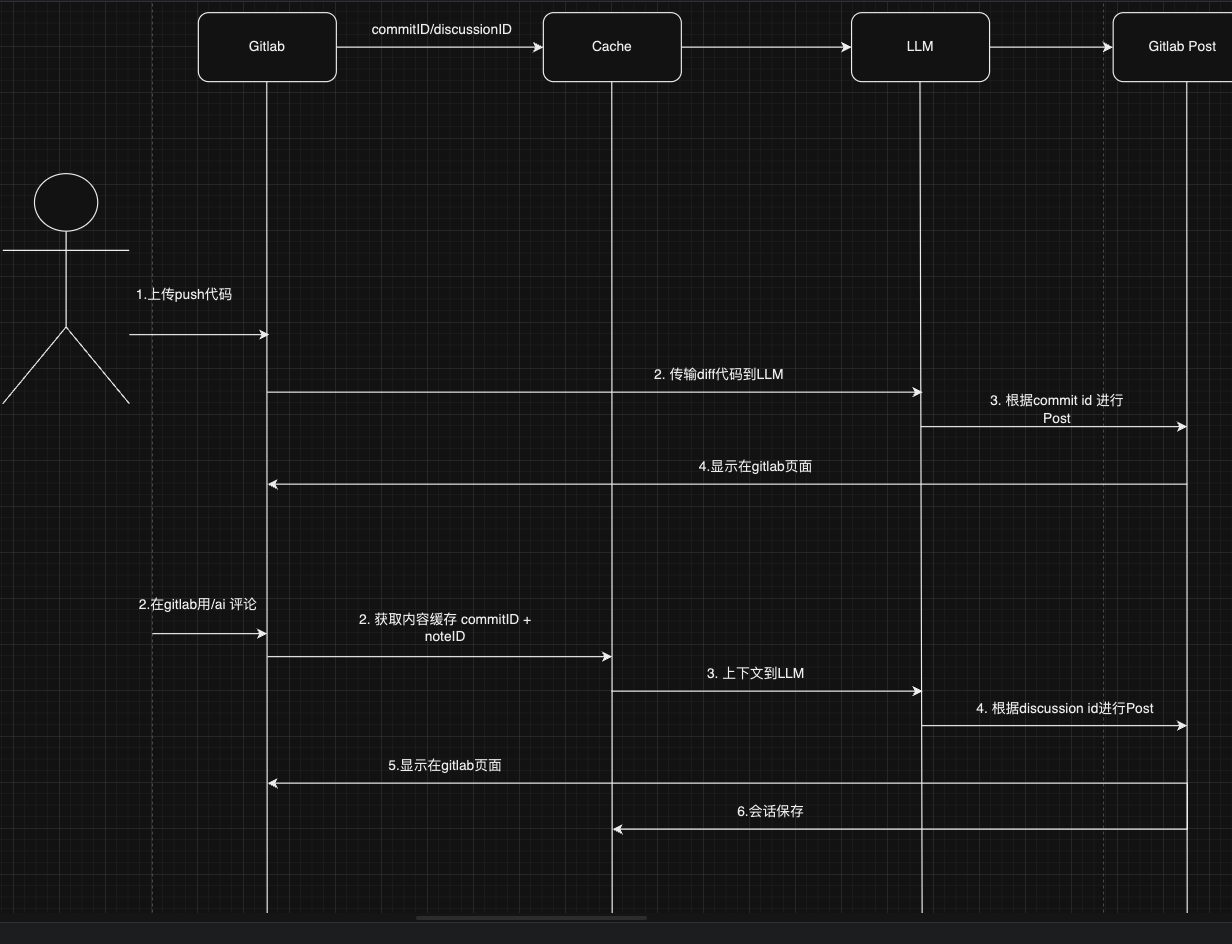 commitID/discussionID
Gitlab
Cache
LLM
Gitlab Post
1.上传push代码
2. 传输diff代码到LLM
3. 根据commit id 进行
Post
4.显示在gitlab页面
2.在gitlab用/ai 评论
2. 获取内容缓存 commitID +
noteID
3. 上下文到LLM
4. 根据discussion id进行Post
5.显示在gitlab页面
6.会话保存